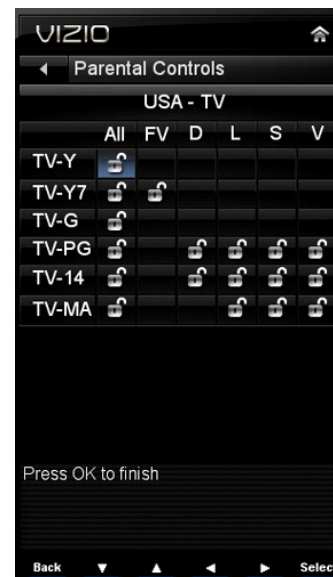 VIZIO
Parental Controls
USA - TV
All FV D L S V
TV-Y
TV-Y7
TV-G
TV-PG
TV-14
TV-MA
Press OK to finish
Back Select